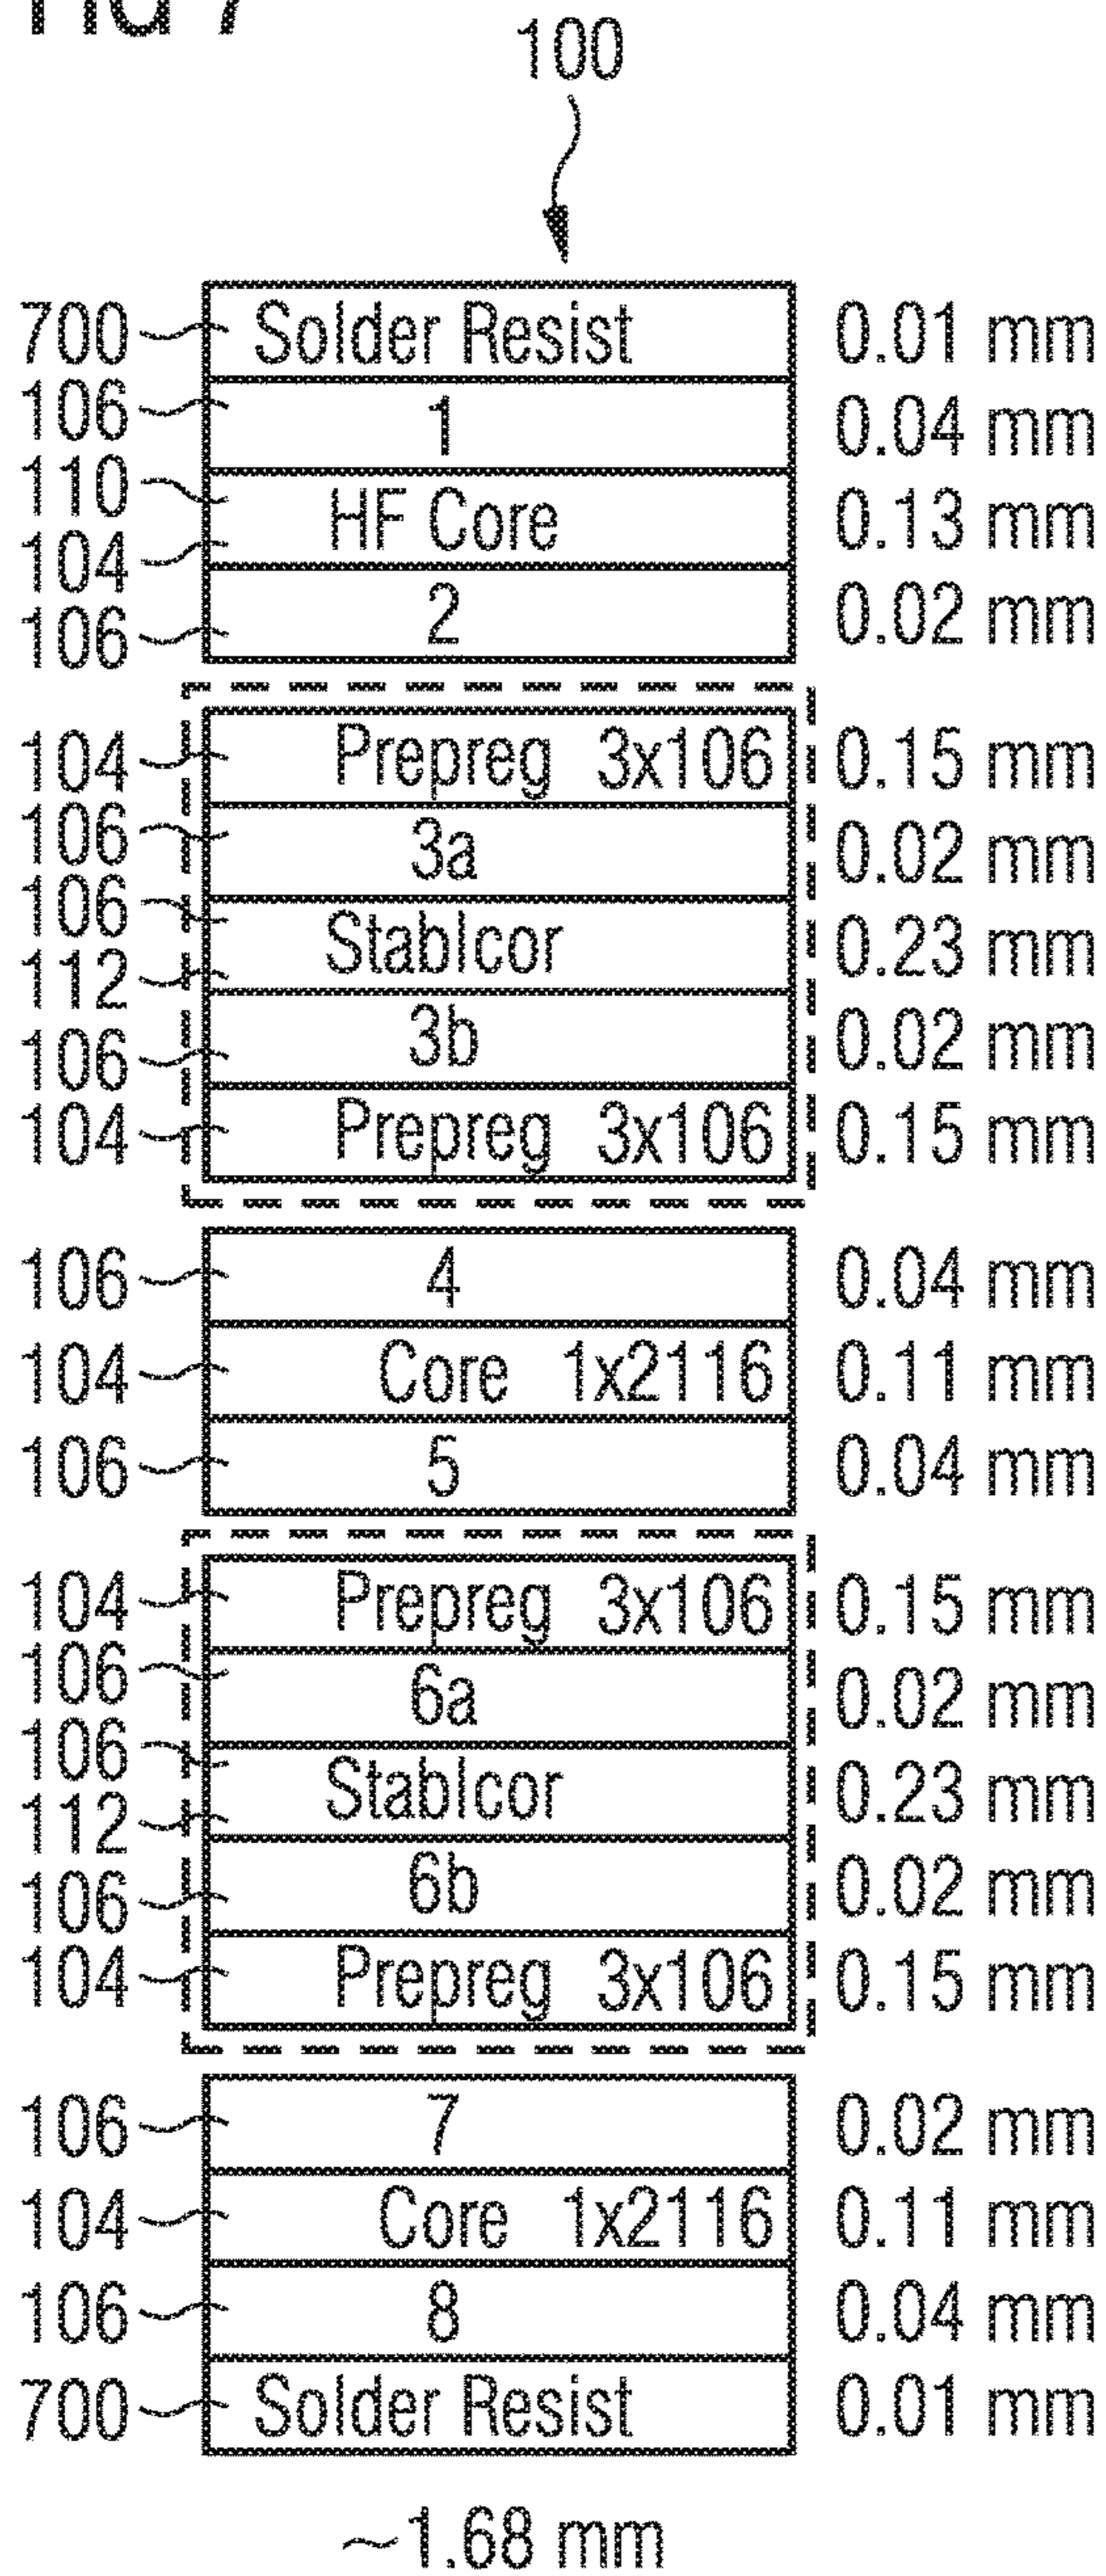 FIG 7
100
700 Solder Resist 0.01 mm
106 1 0.04 mm
110 HF Core 0.13 mm
104
106 2 0.02 mm
104 Prepreg 3x106 0.15 mm
106 3a 0.02 mm
106 Stablcor 0.23 mm
112
106 3b 0.02 mm
104 Prepreg 3x106 0.15 mm
106 4 0.04 mm
104 Core 1x2116 0.11 mm
106 5 0.04 mm
104 Prepreg 3x106 0.15 mm
106 6a 0.02 mm
106 Stablcor 0.23 mm
112
106 6b 0.02 mm
104 Prepreg 3x106 0.15 mm
106 7 0.02 mm
104 Core 1x2116 0.11 mm
106 8 0.04 mm
700 Solder Resist 0.01 mm
~1.68 mm